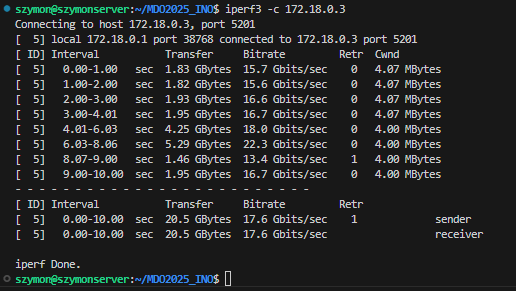 szymon@szymonserver:~/MDO2025_INO$ iperf3 -c 172.18.0.3
Connecting to host 172.18.0.3, port 5201
[  5] local 172.18.0.1 port 38768 connected to 172.18.0.3 port 5201
[ ID] Interval           Transfer     Bitrate         Retr  Cwnd
[  5]   0.00-1.00   sec  1.83 GBytes  15.7 Gbits/sec    0   4.07 MBytes
[  5]   1.00-2.00   sec  1.82 GBytes  15.6 Gbits/sec    0   4.07 MBytes
[  5]   2.00-3.00   sec  1.93 GBytes  16.6 Gbits/sec    0   4.07 MBytes
[  5]   3.00-4.01   sec  1.95 GBytes  16.7 Gbits/sec    0   4.07 MBytes
[  5]   4.01-6.03   sec  4.25 GBytes  18.0 Gbits/sec    0   4.00 MBytes
[  5]   6.03-8.06   sec  5.29 GBytes  22.3 Gbits/sec    0   4.00 MBytes
[  5]   8.07-9.00   sec  1.46 GBytes  13.4 Gbits/sec    1   4.00 MBytes
[  5]   9.00-10.00  sec  1.95 GBytes  16.7 Gbits/sec    0   4.00 MBytes
- - - - - - - - - - - - - - - - - - - - - - - - -
[ ID] Interval           Transfer     Bitrate         Retr
[  5]   0.00-10.00  sec  20.5 GBytes  17.6 Gbits/sec    1             sender
[  5]   0.00-10.00  sec  20.5 GBytes  17.6 Gbits/sec                  receiver
iperf Done.
szymon@szymonserver:~/MDO2025_INO$